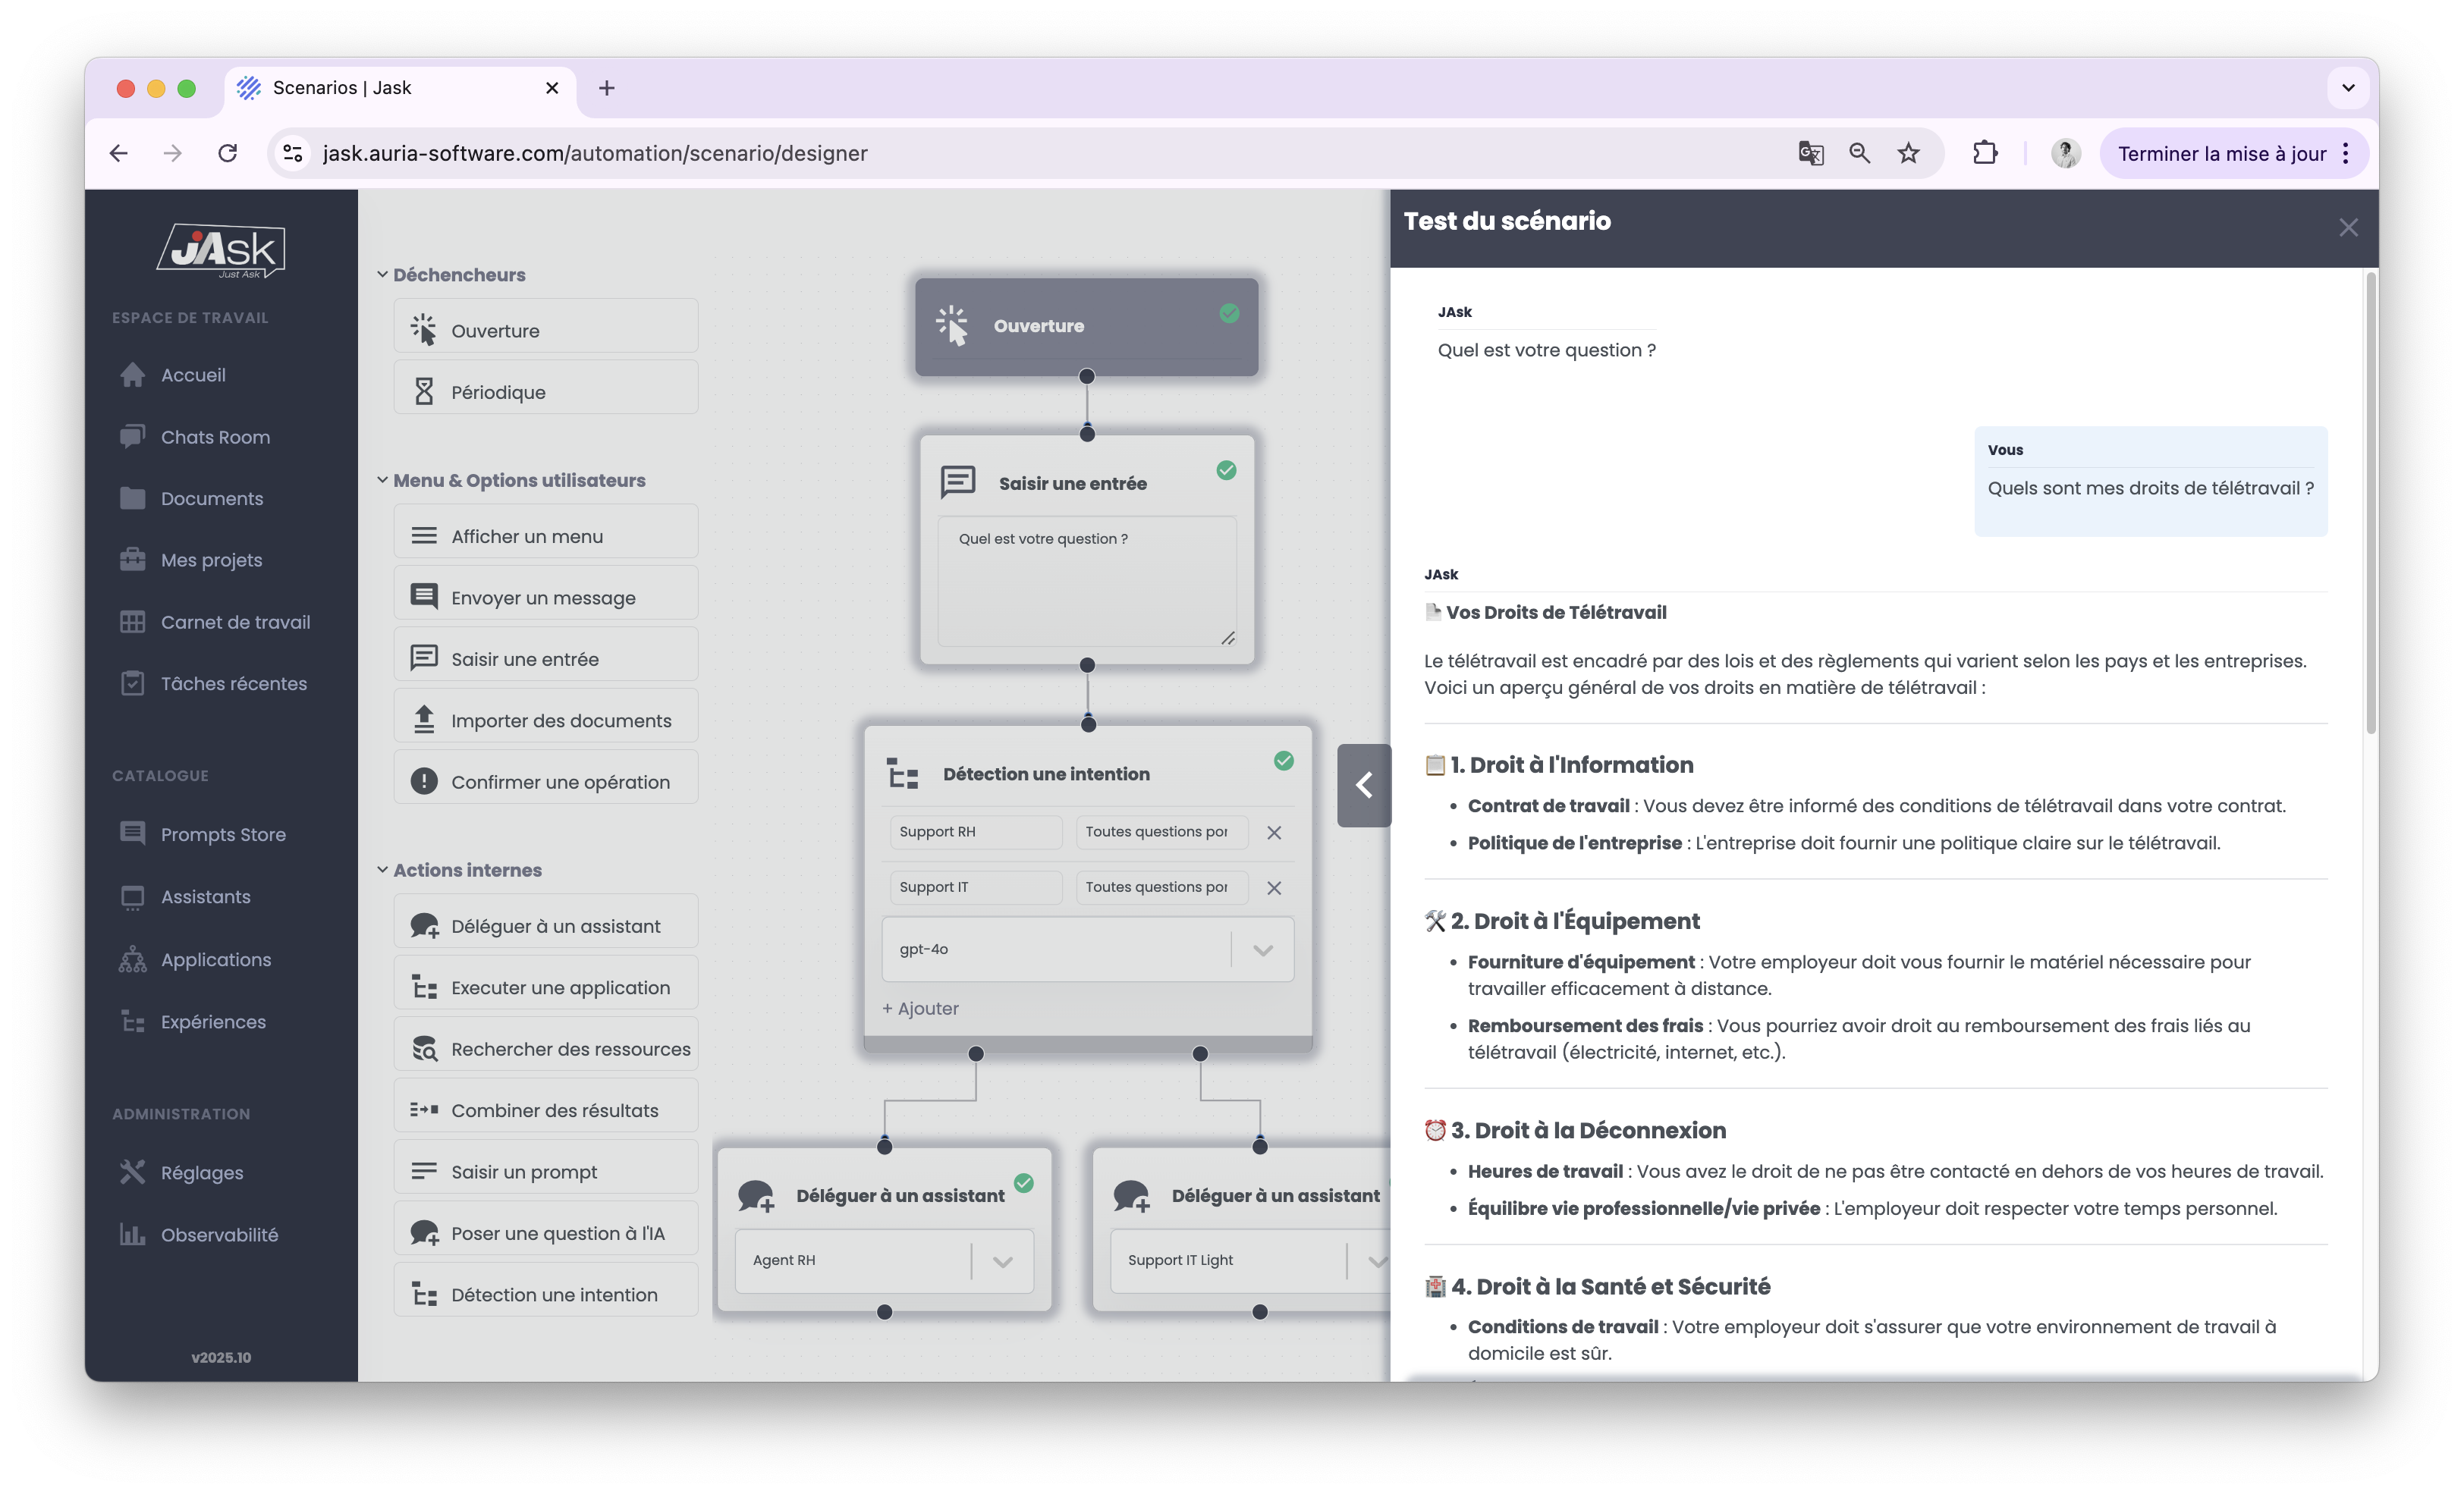 Scenarios | Jask
jask.auria-software.com/automation/scenario/designer
Terminer la mise à jour
JAsk
Just Ask
ESPACE DE TRAVAIL
Accueil
Chats Room
Documents
Mes projets
Carnet de travail
Tâches récentes
CATALOGUE
Prompts Store
Assistants
Applications
Expériences
ADMINISTRATION
Réglages
Observabilité
v2025.10
Déchencheurs
Ouverture
Périodique
Menu & Options utilisateurs
Afficher un menu
Envoyer un message
Saisir une entrée
Importer des documents
Confirmer une opération
Actions internes
Déléguer à un assistant
Executer une application
Rechercher des ressources
Combiner des résultats
Saisir un prompt
Poser une question à l'IA
Détection une intention
Ouverture
Saisir une entrée
Quel est votre question ?
Détection une intention
Support RH
Toutes questions por
Support IT
Toutes questions por
gpt-4o
+ Ajouter
Déléguer à un assistant
Agent RH
Déléguer à un assistant
Support IT Light
Test du scénario
JAsk
Quel est votre question ?
Vous
Quels sont mes droits de télétravail ?
JAsk
Vos Droits de Télétravail
Le télétravail est encadré par des lois et des règlements qui varient selon les pays et les entreprises.
Voici un aperçu général de vos droits en matière de télétravail :
1. Droit à l'Information
• Contrat de travail : Vous devez être informé des conditions de télétravail dans votre contrat.
• Politique de l'entreprise : L'entreprise doit fournir une politique claire sur le télétravail.
2. Droit à l'Équipement
• Fourniture d'équipement : Votre employeur doit vous fournir le matériel nécessaire pour
travailler efficacement à distance.
• Remboursement des frais : Vous pourriez avoir droit au remboursement des frais liés au
télétravail (électricité, internet, etc.).
3. Droit à la Déconnexion
• Heures de travail : Vous avez le droit de ne pas être contacté en dehors de vos heures de travail.
• Équilibre vie professionnelle/vie privée : L'employeur doit respecter votre temps personnel.
4. Droit à la Santé et Sécurité
• Conditions de travail : Votre employeur doit s'assurer que votre environnement de travail à
domicile est sûr.